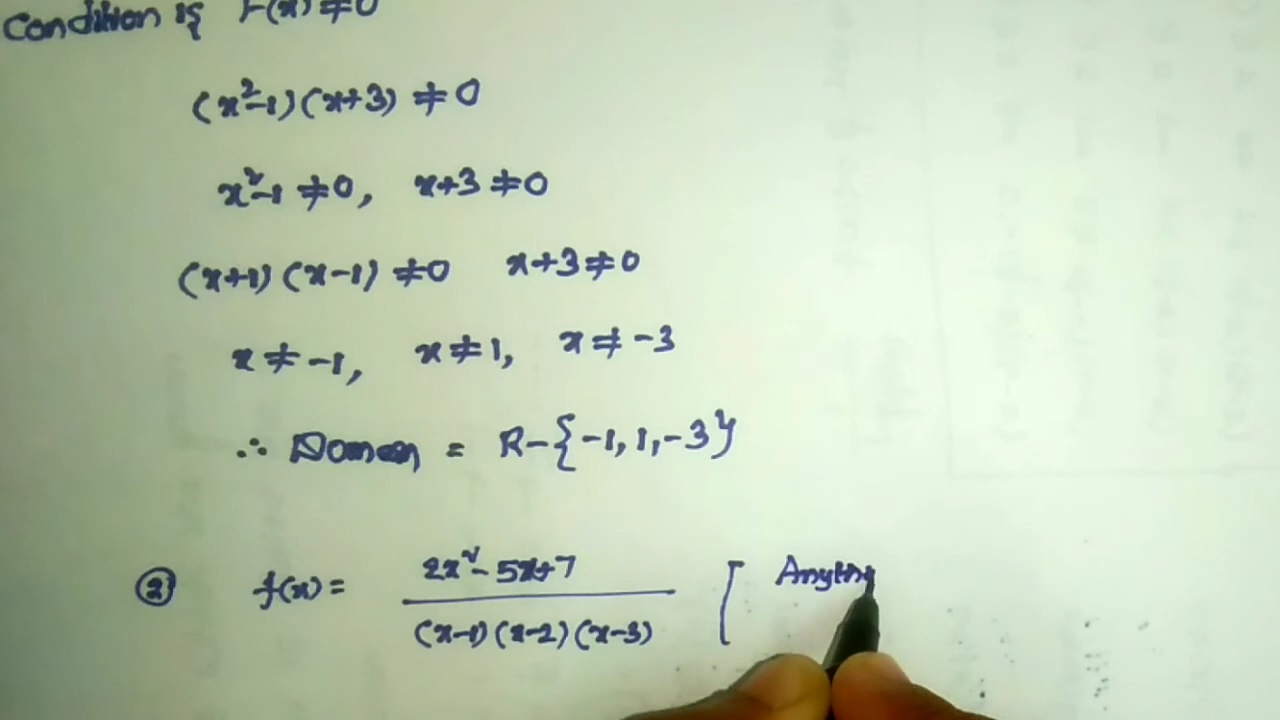 Condition is F(x) ≠ 0
(x²-1)(x+3) ≠ 0
x²-1 ≠ 0, x+3 ≠ 0
(x+1)(x-1) ≠ 0 x+3 ≠ 0
x ≠ -1, x ≠ 1, x ≠ -3
∴ = R-{-1, 1, -3}
② f(x) = 2x²-5x+7 / (x-1)(x-2)(x-3) [